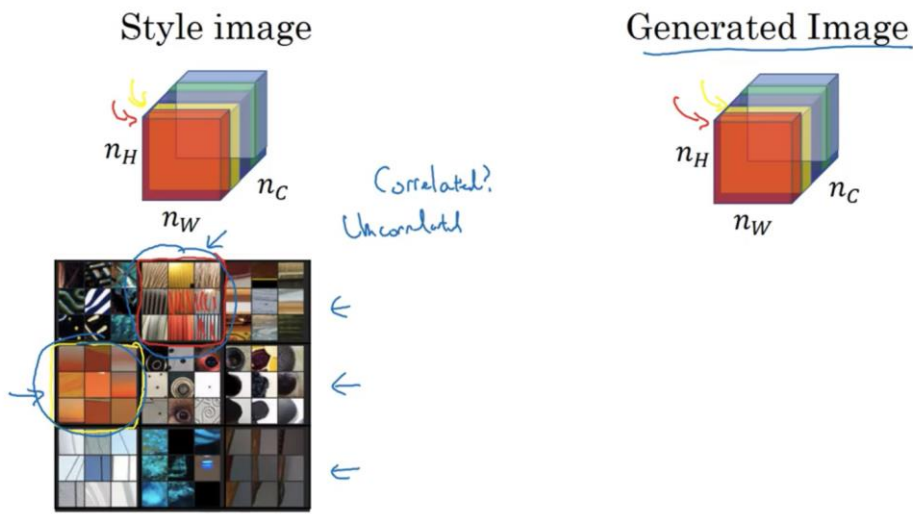 Style image
Generated Image
n_H
n_C
n_W
n_H
n_C
n_W
Correlated?
Uncorrelated